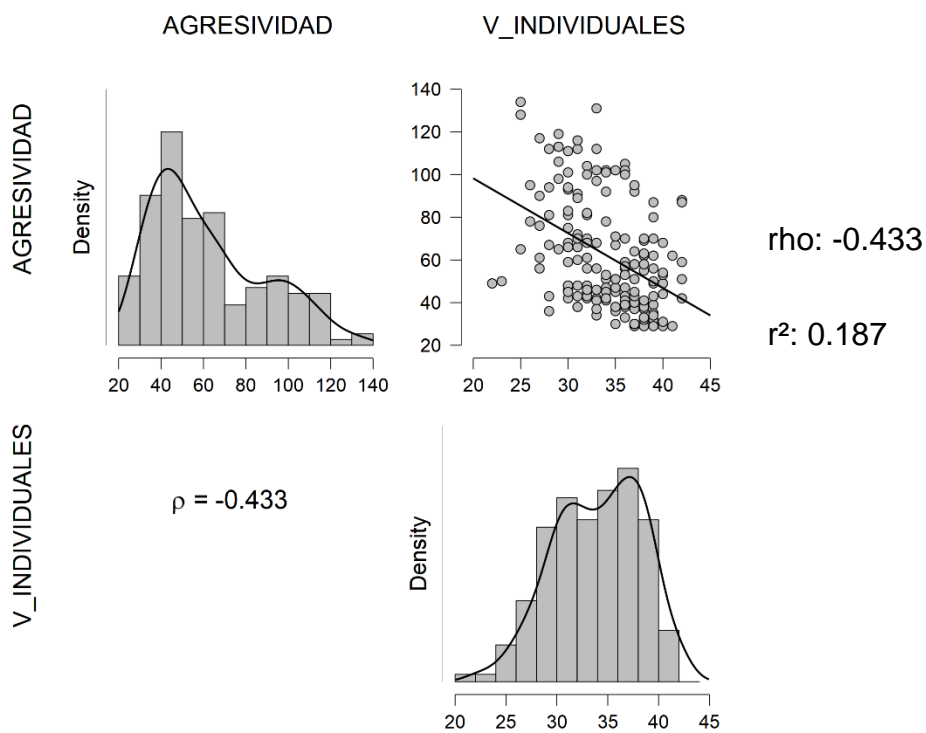 AGRESIVIDAD
V_INDIVIDUALES
AGRESIVIDAD
Density
140
120
100
80
60
40
20
20 40 60 80 100 120 140
20 25 30 35 40 45
rho: -0.433
r²: 0.187
V_INDIVIDUALES
ρ = -0.433
Density
20 25 30 35 40 45